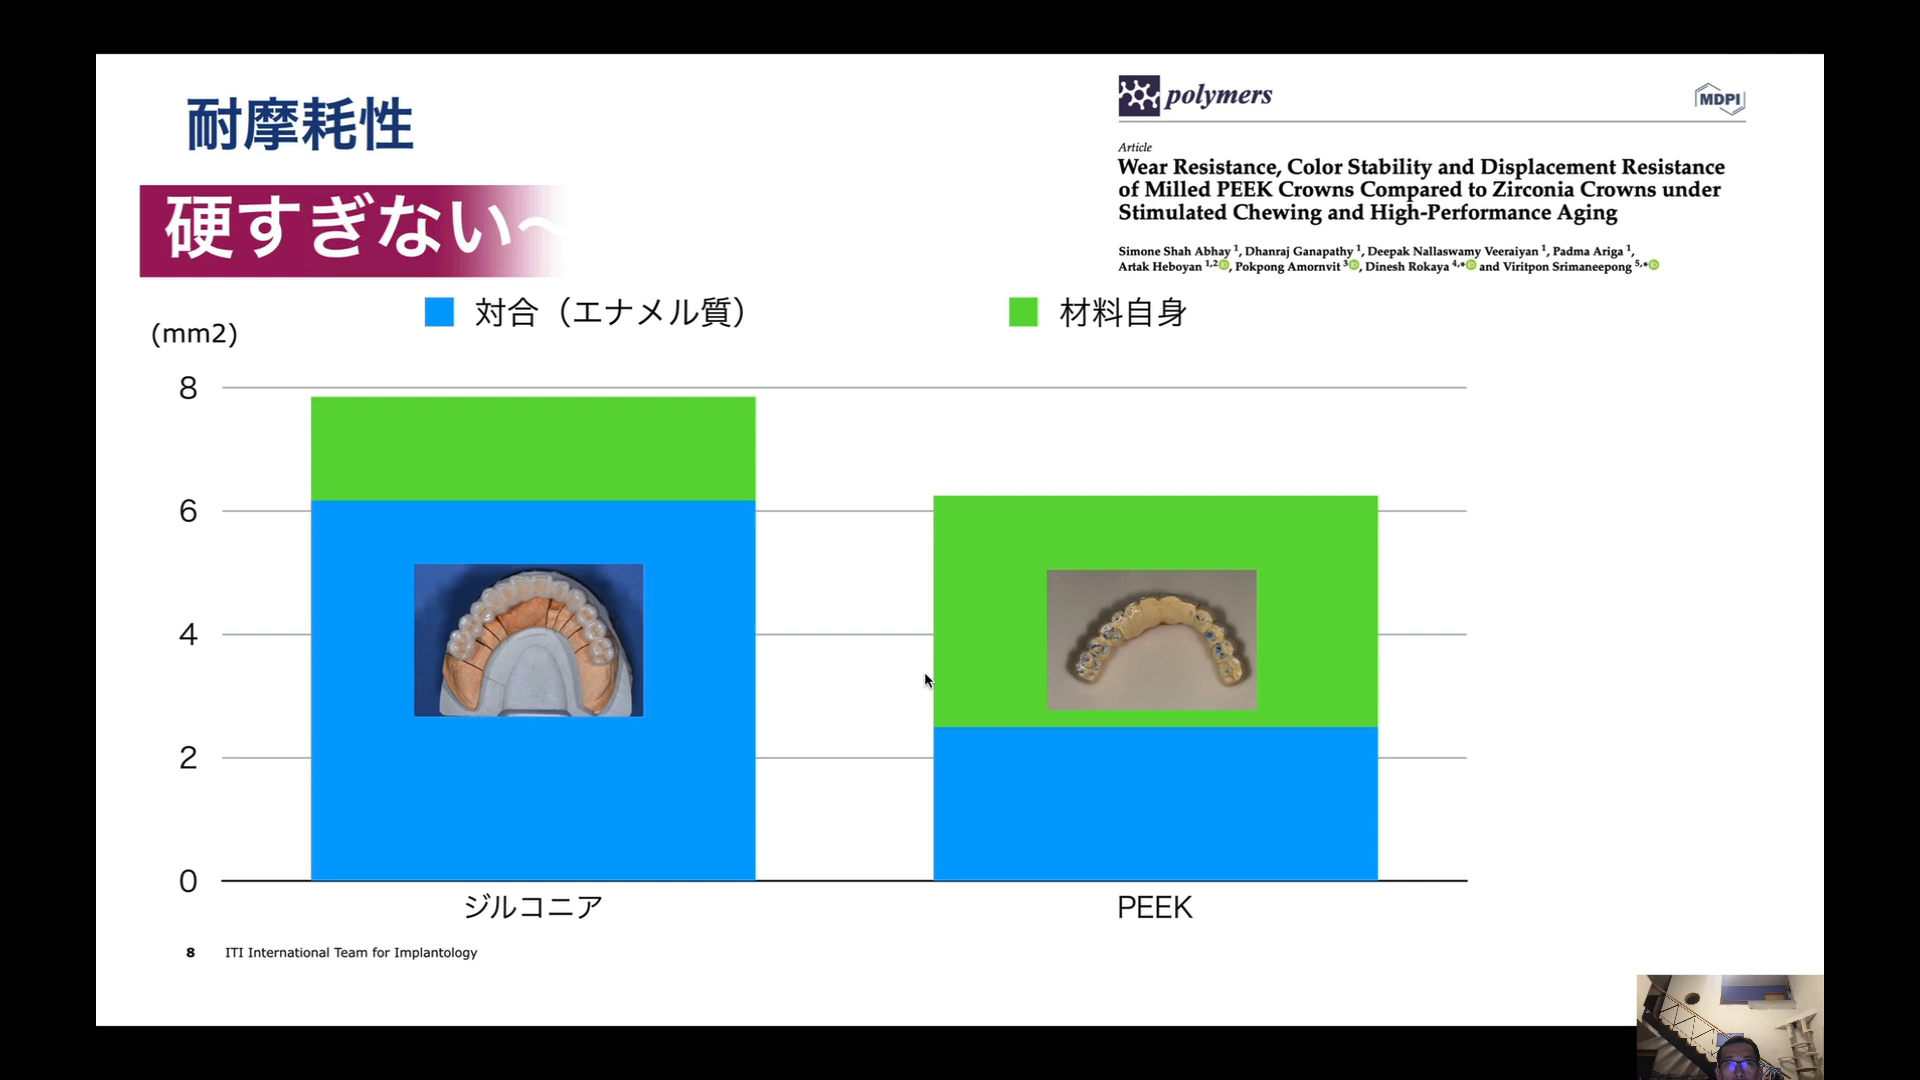 耐摩耗性
硬すぎない〜
polymers
MDPI
Article
Wear Resistance, Color Stability and Displacement Resistance
of Milled PEEK Crowns Compared to Zirconia Crowns under
Stimulated Chewing and High-Performance Aging
Simone Shah Abhay 1, Dhanraj Ganapathy 1, Deepak Nallaswamy Veeraiyan 1, Padma Ariga 1,
Artak Heboyan 1,2, Pokpong Amornvit 3, Dinesh Rokaya 4,* and Viritpon Srimaneepong 5,*
対合（エナメル質）
材料自身
(mm2)
8
6
4
2
0
ジルコニア
PEEK
8 ITI International Team for Implantology